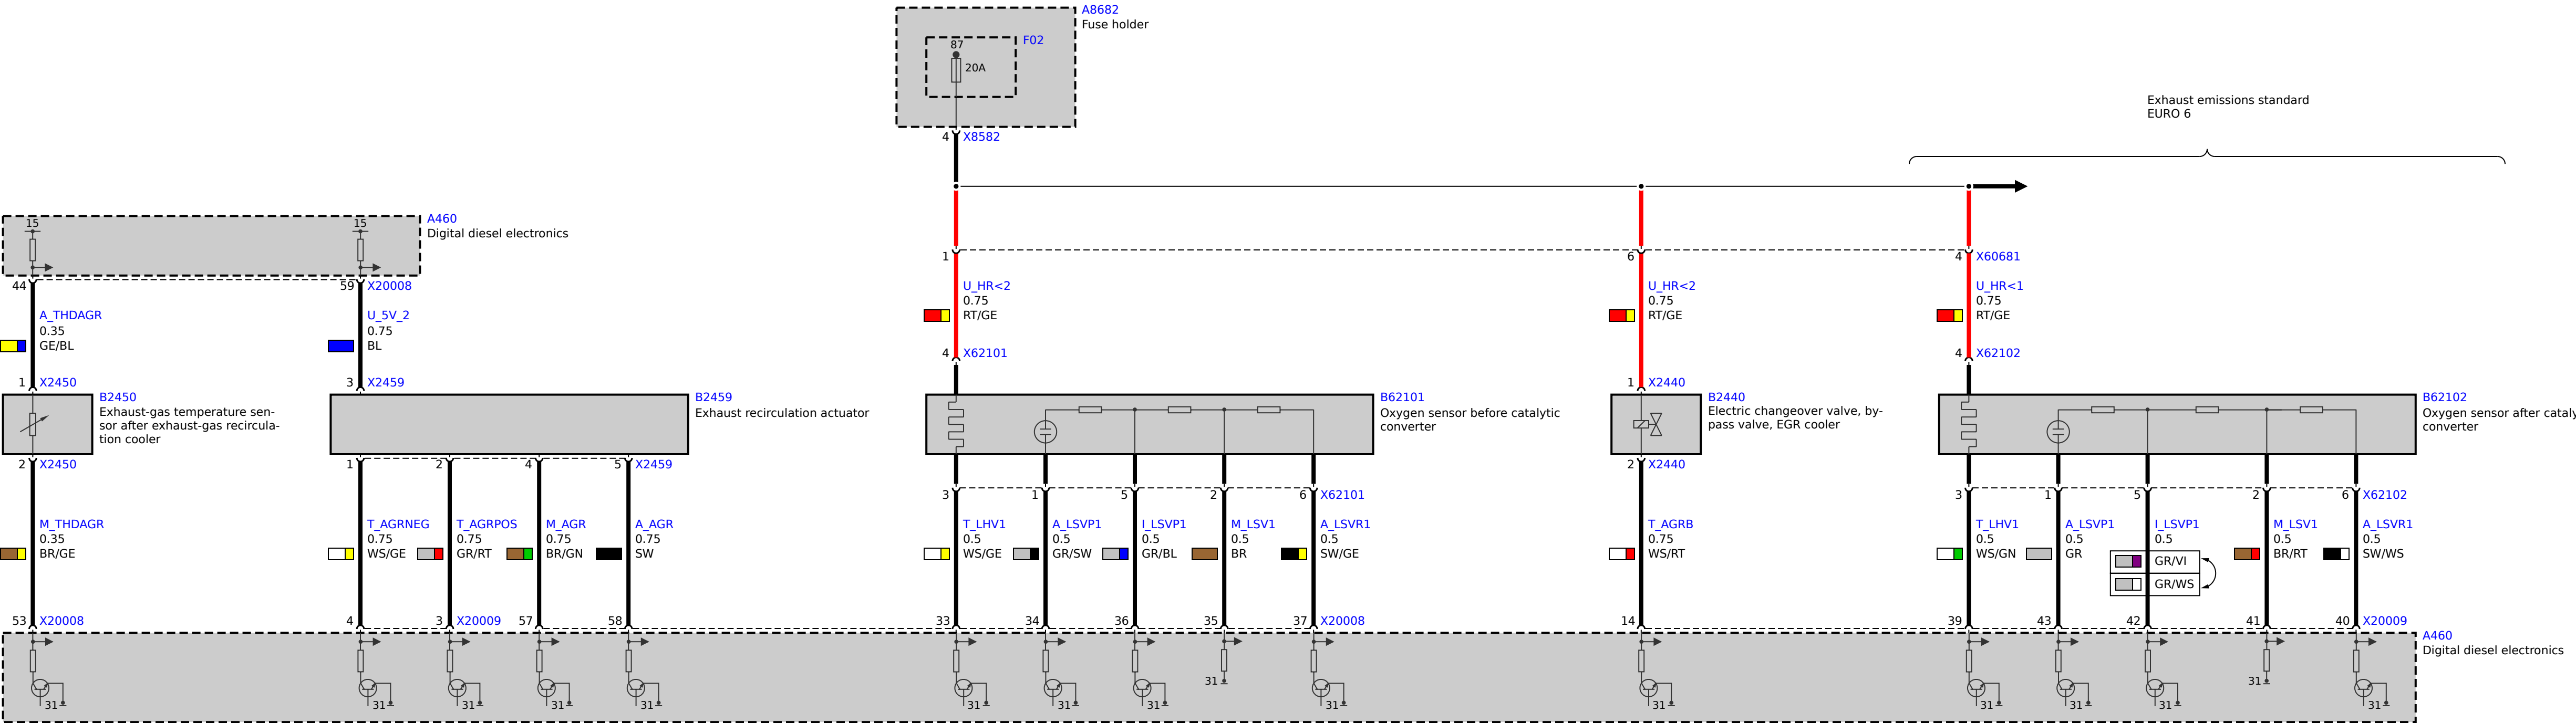 A8682
Fuse holder
F02
87
20A
4 X8582
Exhaust emissions standard
EURO 6
15 15
A460
Digital diesel electronics
1 6 4 X60681
44 59 X20008
A_THDAGR
0.35
GE/BL
U_5V_2
0.75
BL
U_HR<2
0.75
RT/GE
U_HR<2
0.75
RT/GE
U_HR<1
0.75
RT/GE
4 X62101
4 X62102
1 X2450
3 X2459
1 X2440
B2450
Exhaust-gas temperature sen-
sor after exhaust-gas recircula-
tion cooler
B2459
Exhaust recirculation actuator
B62101
Oxygen sensor before catalytic
converter
B2440
Electric changeover valve, by-
pass valve, EGR cooler
B62102
Oxygen sensor after cataly
converter
2 X2450
1 2 4 5 X2459
2 X2440
3 1 5 2 6 X62101
3 1 5 2 6 X62102
M_THDAGR
0.35
BR/GE
T_AGRNEG
0.75
WS/GE
T_AGRPOS
0.75
GR/RT
M_AGR
0.75
BR/GN
A_AGR
0.75
SW
T_LHV1
0.5
WS/GE
A_LSVP1
0.5
GR/SW
I_LSVP1
0.5
GR/BL
M_LSV1
0.5
BR
A_LSVR1
0.5
SW/GE
T_AGRB
0.75
WS/RT
T_LHV1
0.5
WS/GN
A_LSVP1
0.5
GR
I_LSVP1
0.5
GR/VI
GR/WS
M_LSV1
0.5
BR/RT
A_LSVR1
0.5
SW/WS
53 X20008
4 3 X20009 57 58
33 34 36 35 37 X20008
14
39 43 42 41 40 X20009
A460
Digital diesel electronics
31 31 31 31 31 31 31 31 31 31 31 31 31 31 31 31